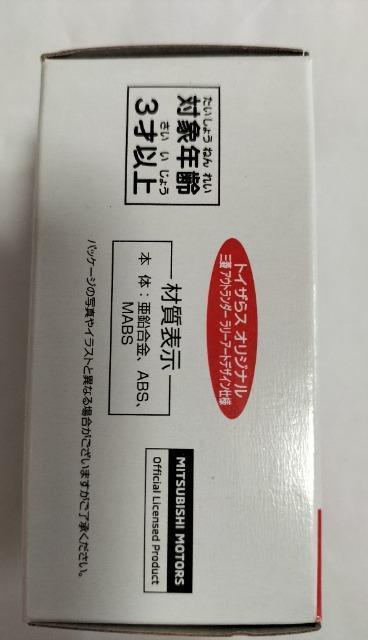 たいしょう ねん れい
対象年齢
さい い じょう
3才以上
トイザらス オリジナル
三菱 アウトランダー ラリーアートデザイン仕様
材質表示
本 体：亜鉛合金、ABS、
MABS
MITSUBISHI MOTORS
Official Licensed Product
パッケージの写真やイラストと異なる場合がございますがご了承ください。